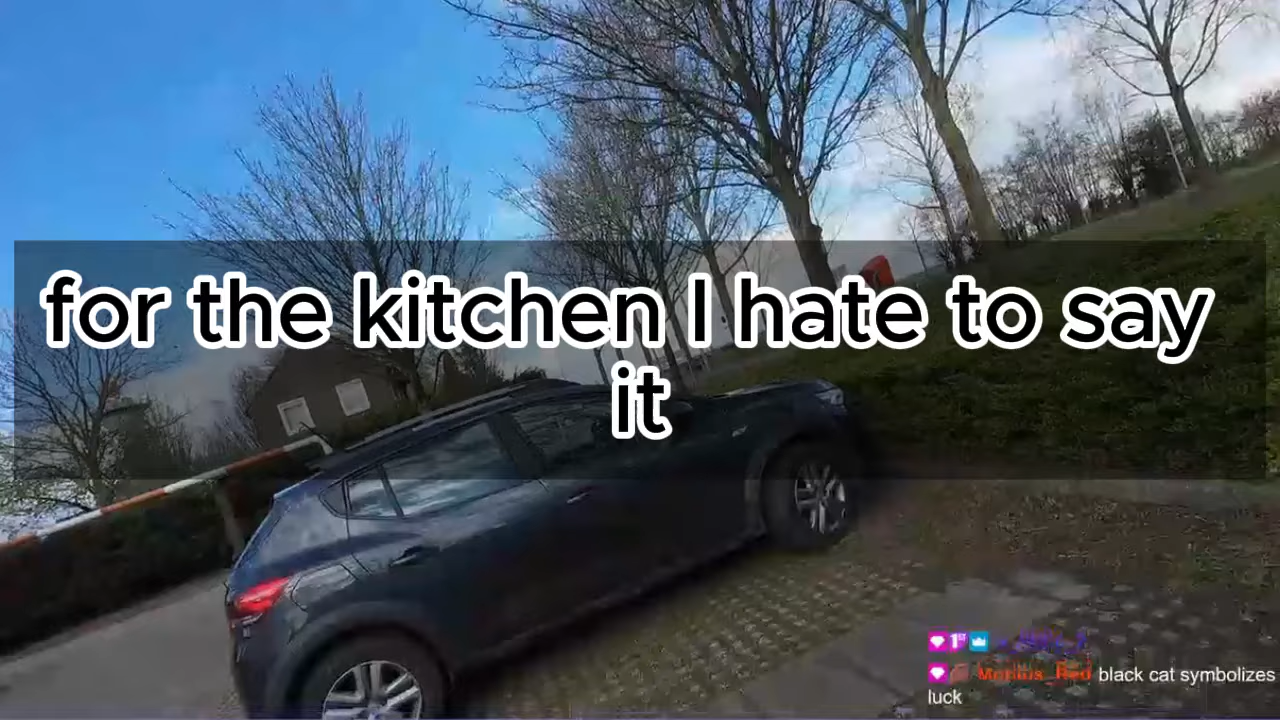 for the kitchen I hate to say
it
black cat symbolizes
luck